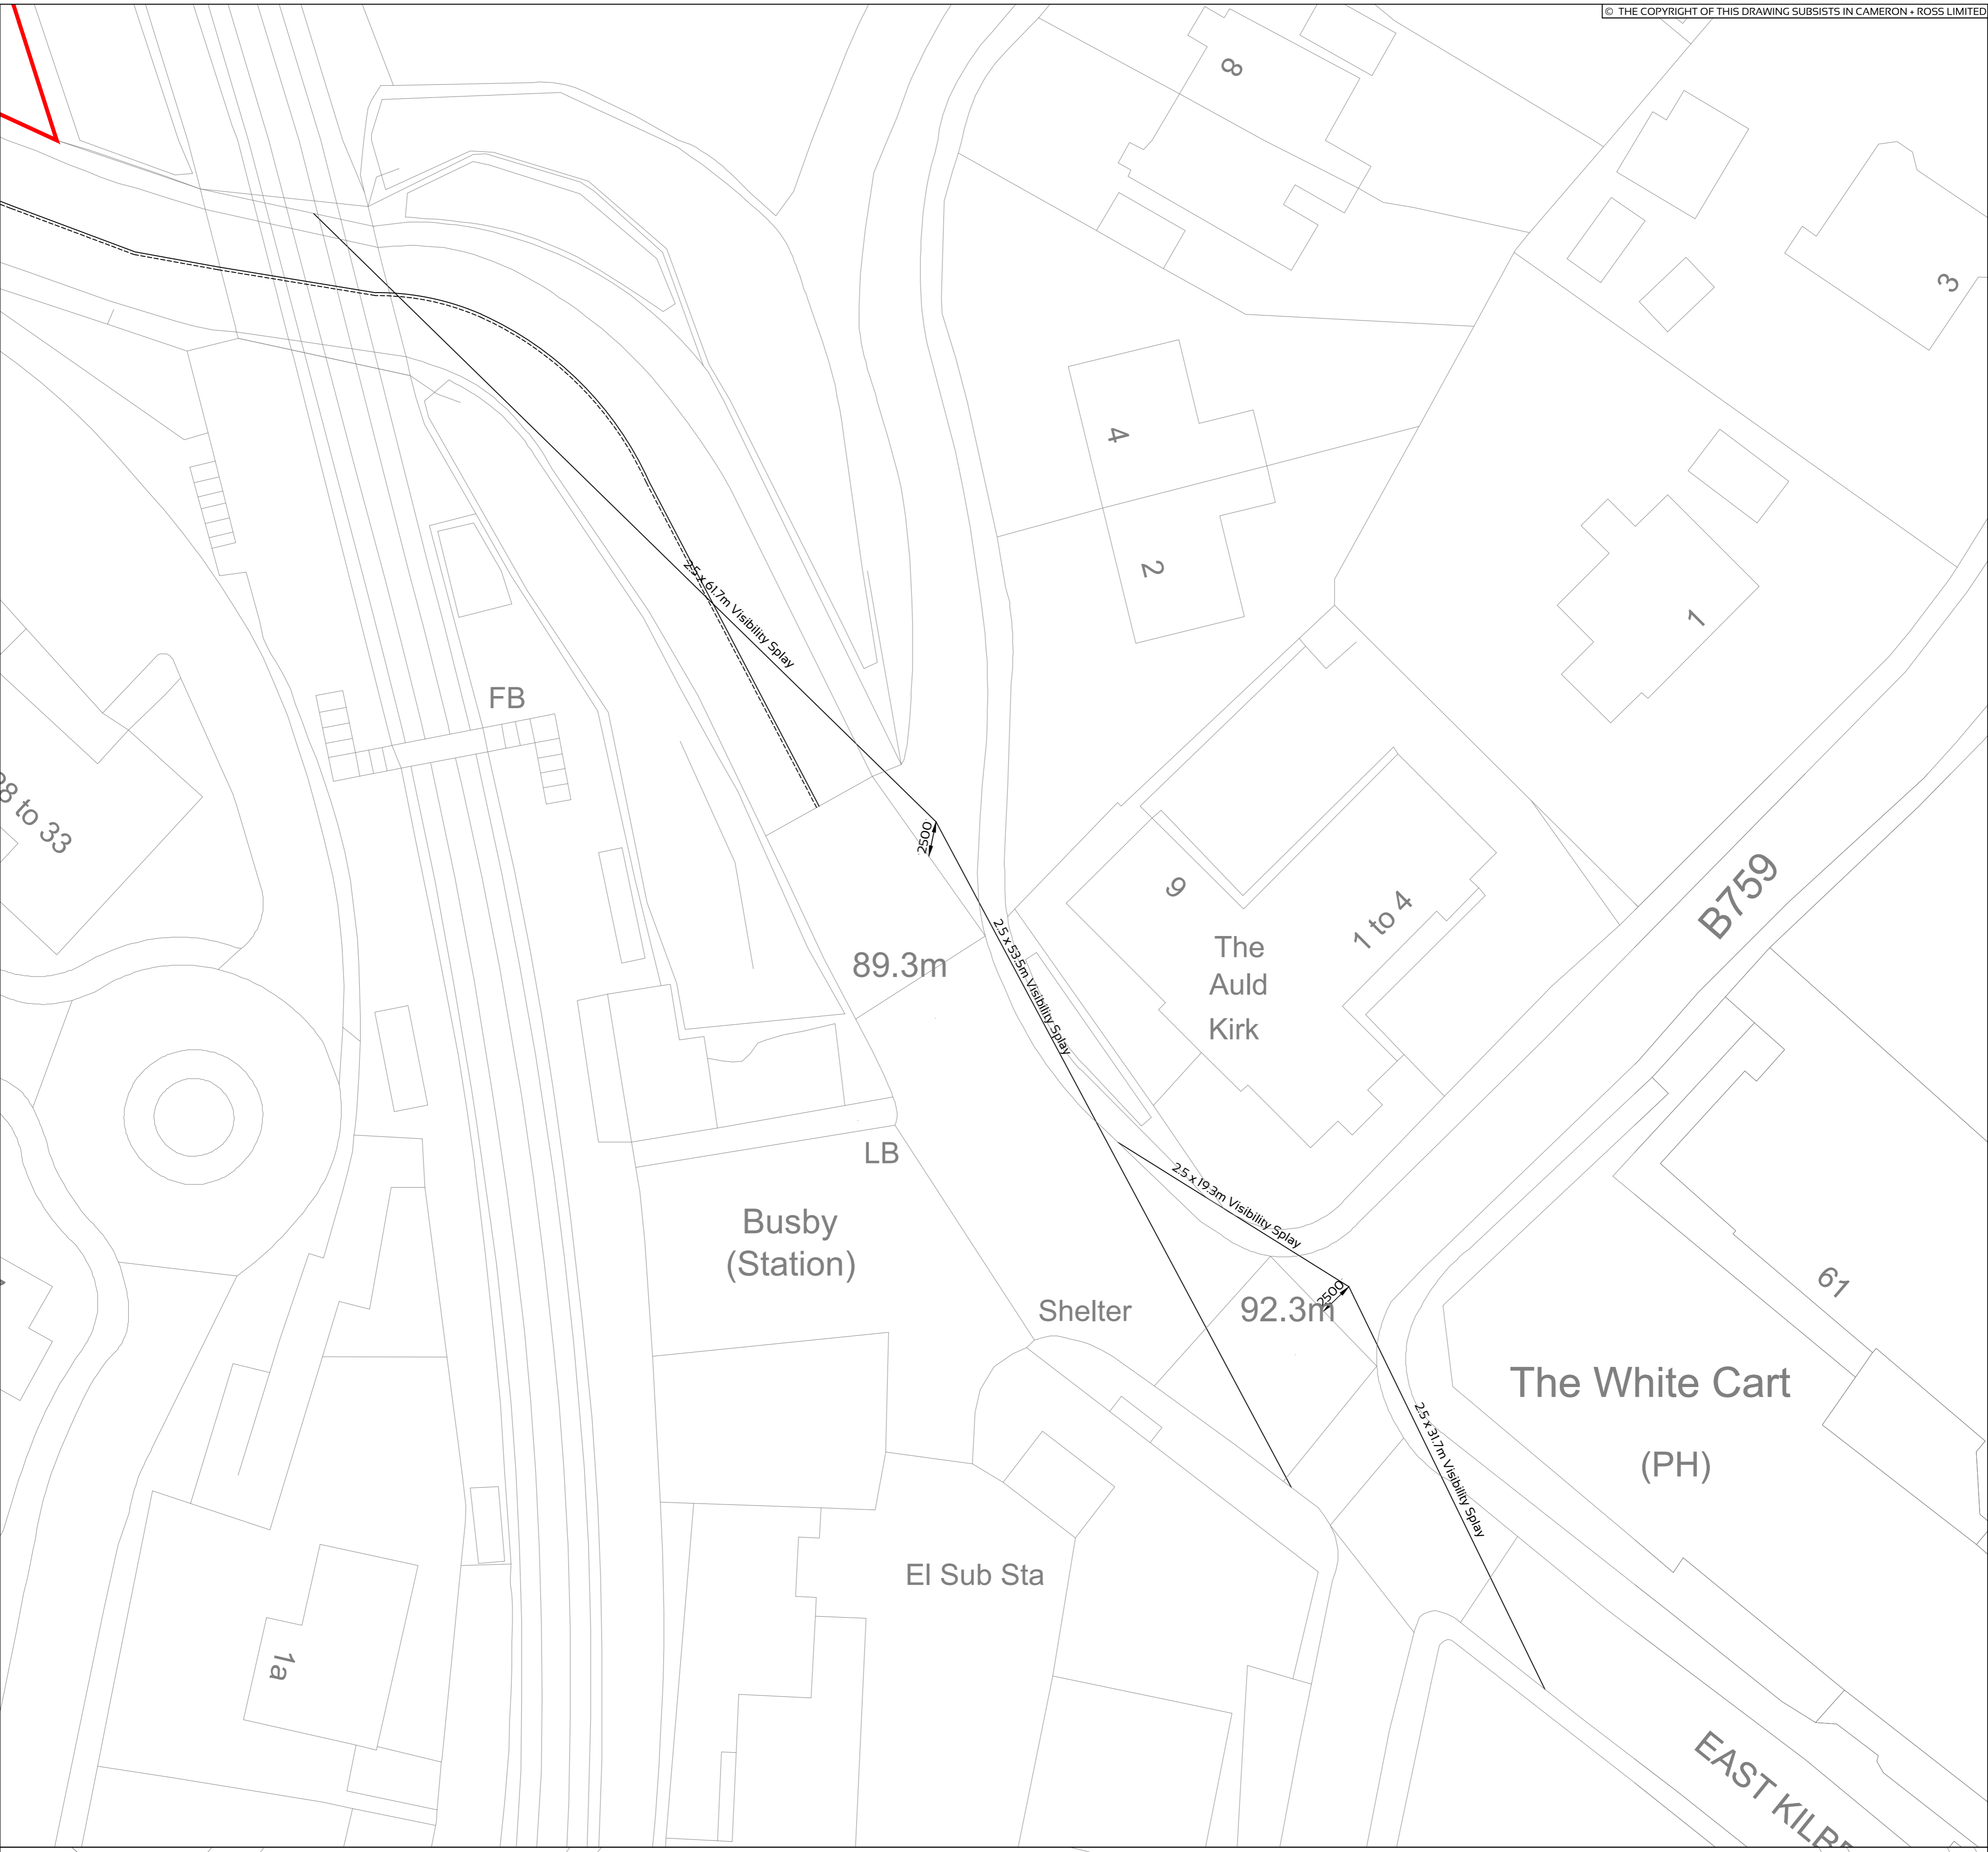 © THE COPYRIGHT OF THIS DRAWING SUBSISTS IN CAMERON + ROSS LIMITED
8
3
4
2
1
2.5 x 61.7m Visibility Splay
FB
2500
9
1 to 4
B759
The
Auld
Kirk
to 33
89.3m
2.5 x 53.5m Visibility Splay
LB
2.5 x 19.3m Visibility Splay
Busby
(Station)
Shelter
92.3m
2500
61
The White Cart
(PH)
2.5 x 31.7m Visibility Splay
El Sub Sta
1a
EAST